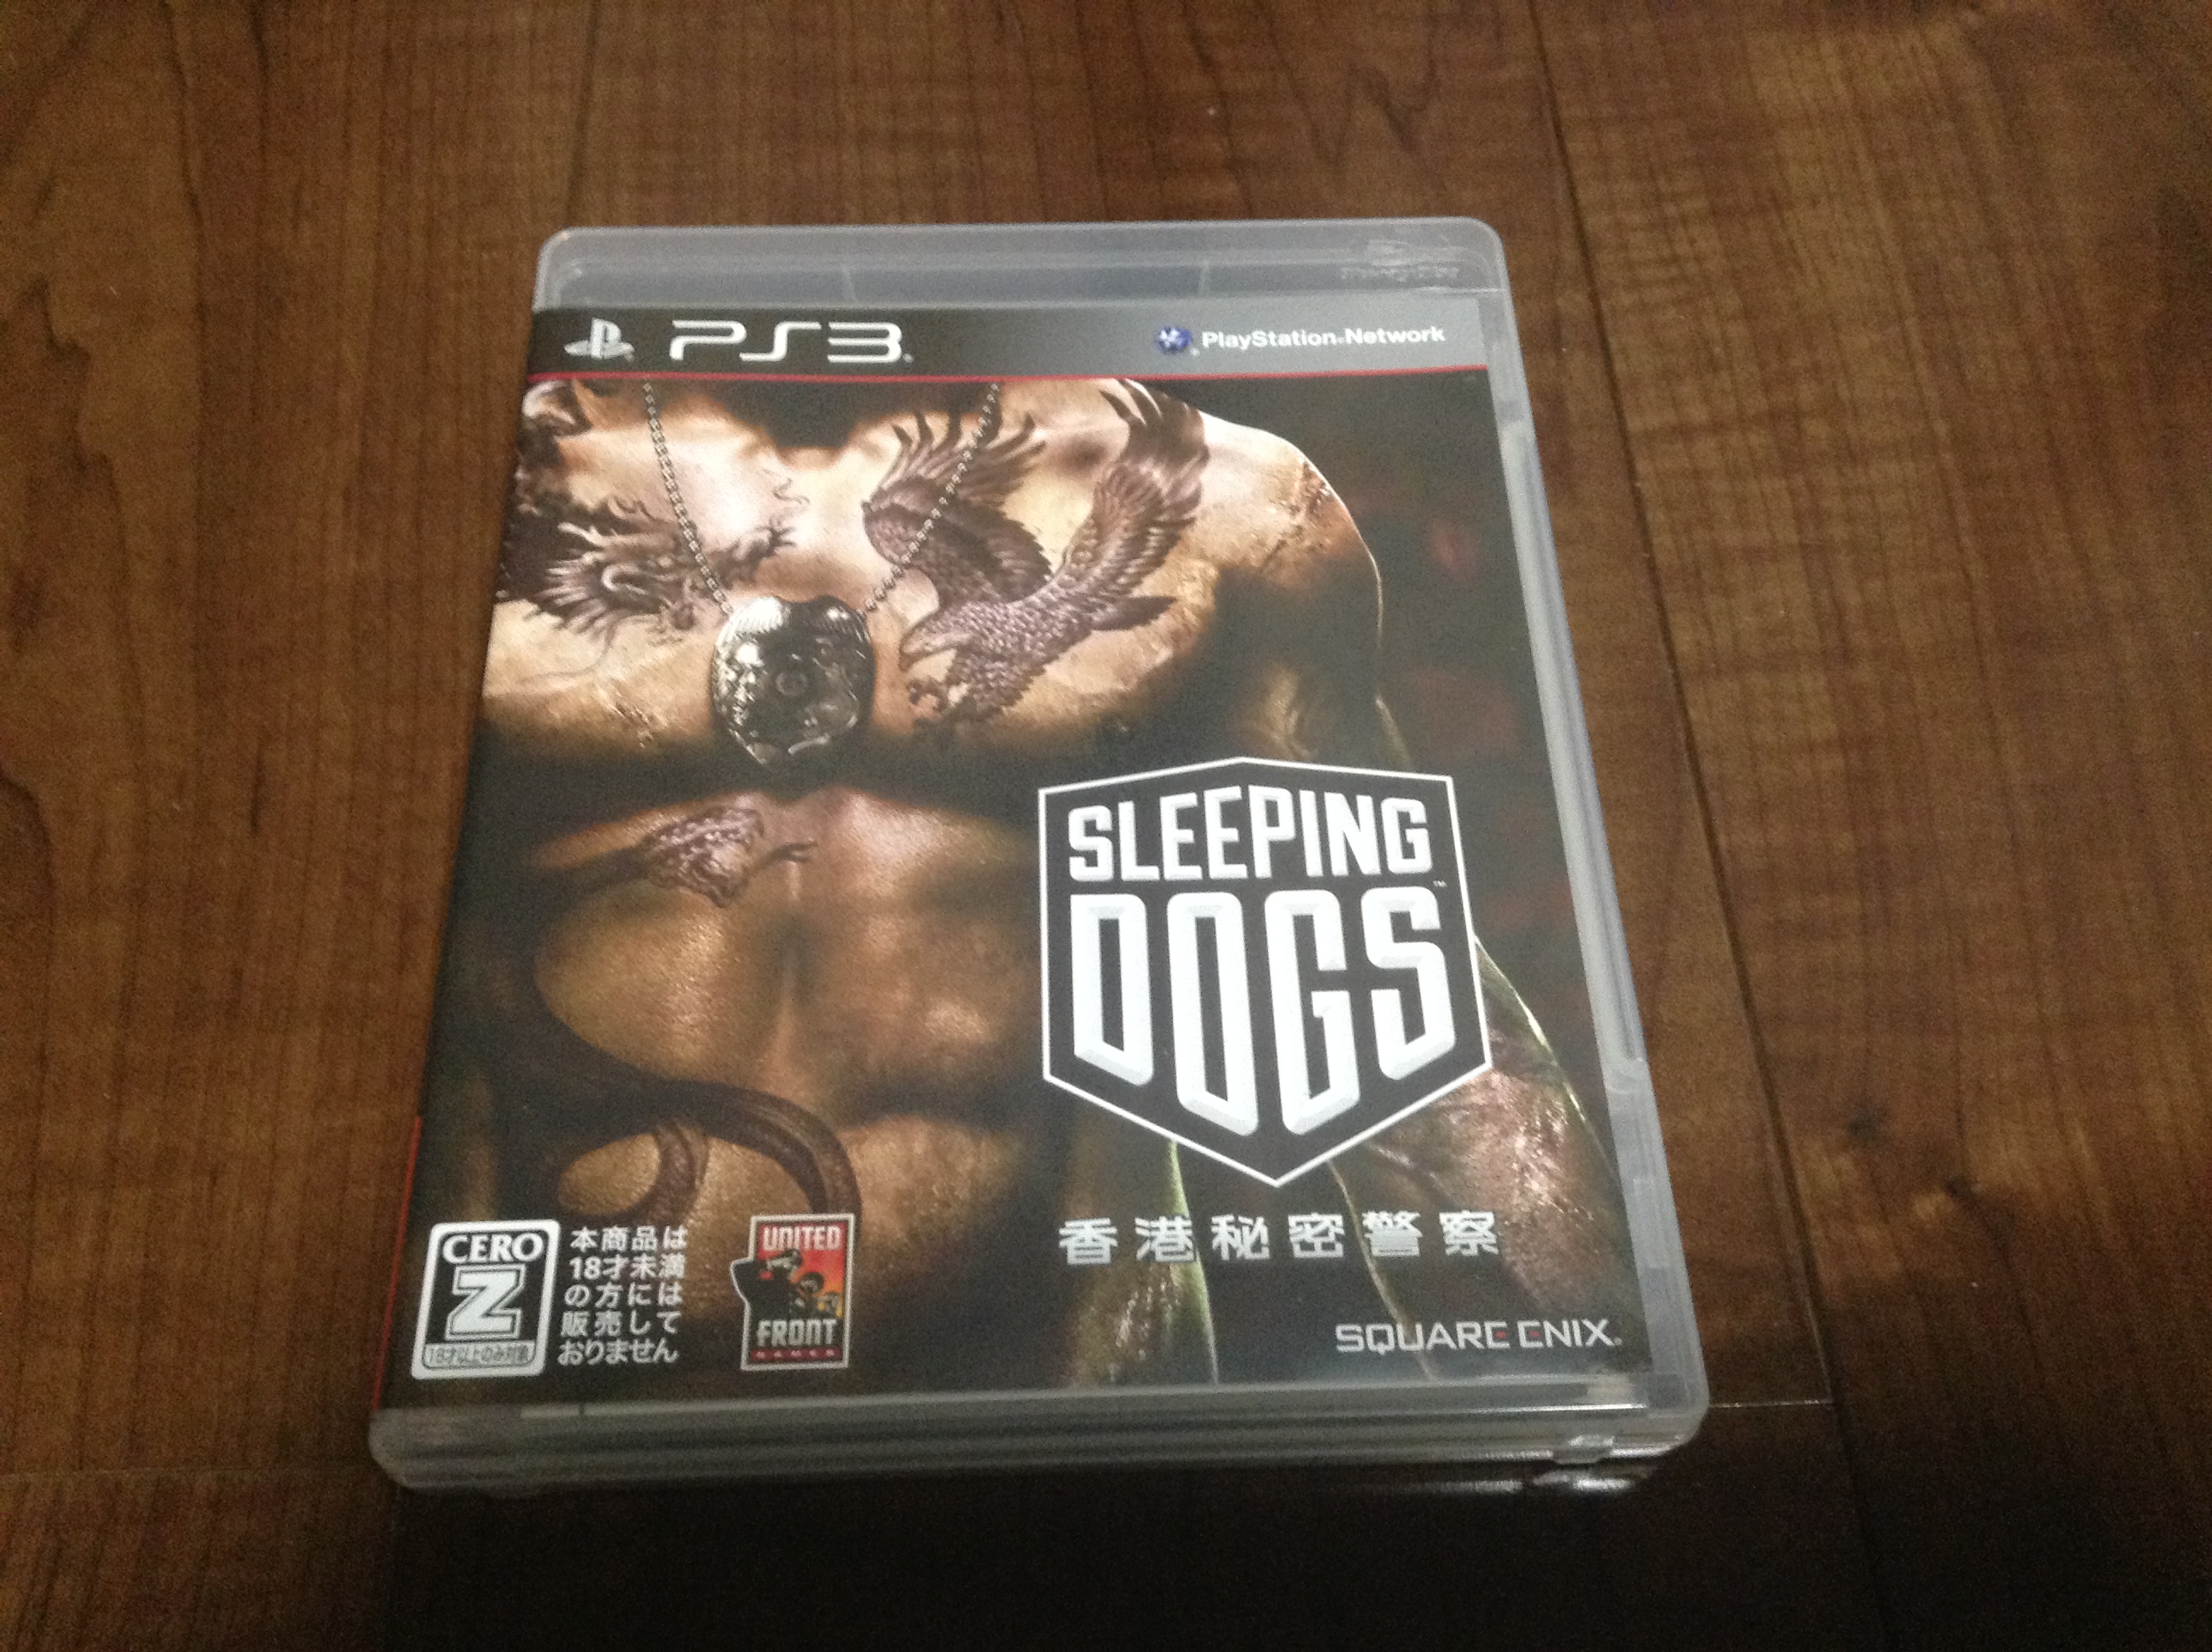 PS3
PlayStation Network
SLEEPING
DOGS
™
香港秘密警察
CERO
Z
18才以上のみ対象
本商品は
18才未満
の方には
販売して
おりません
UNITED
FRONT
GAMES
SQUARE ENIX.